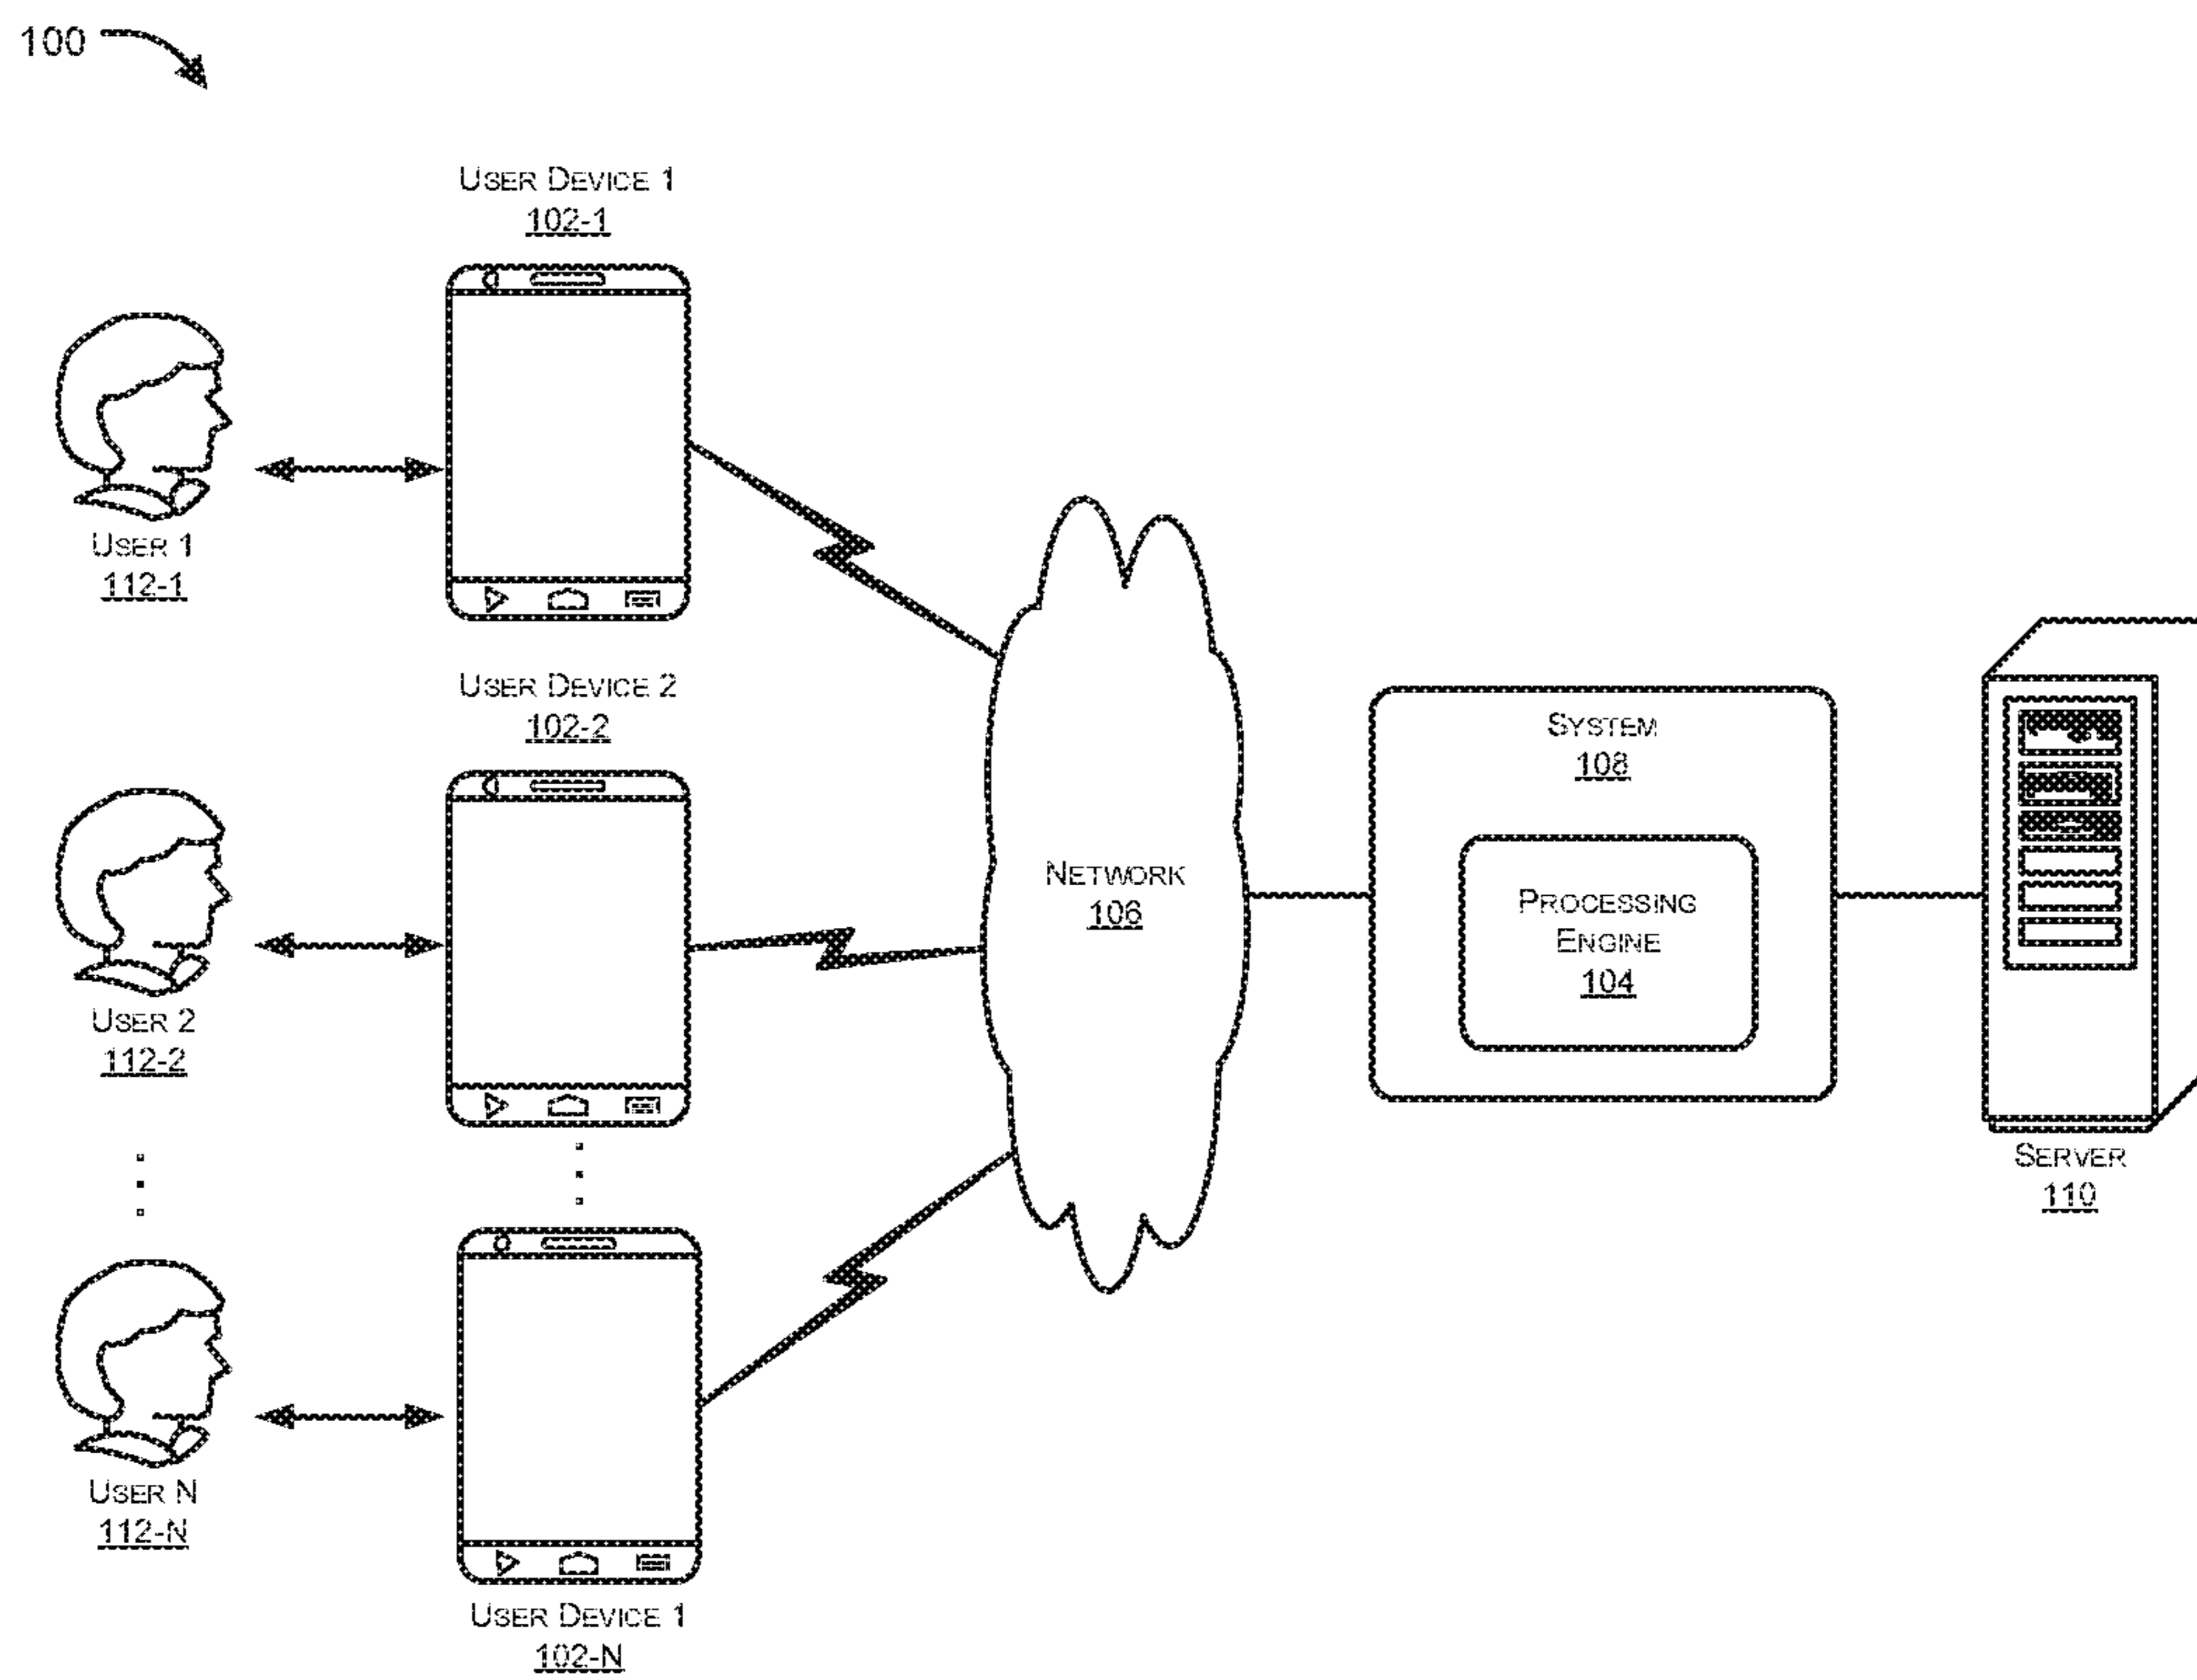 100
User Device 1
102-1
User 1
112-1
User Device 2
102-2
User 2
112-2
User N
112-N
User Device 1
102-N
Network
106
System
108
Processing
Engine
104
Server
110